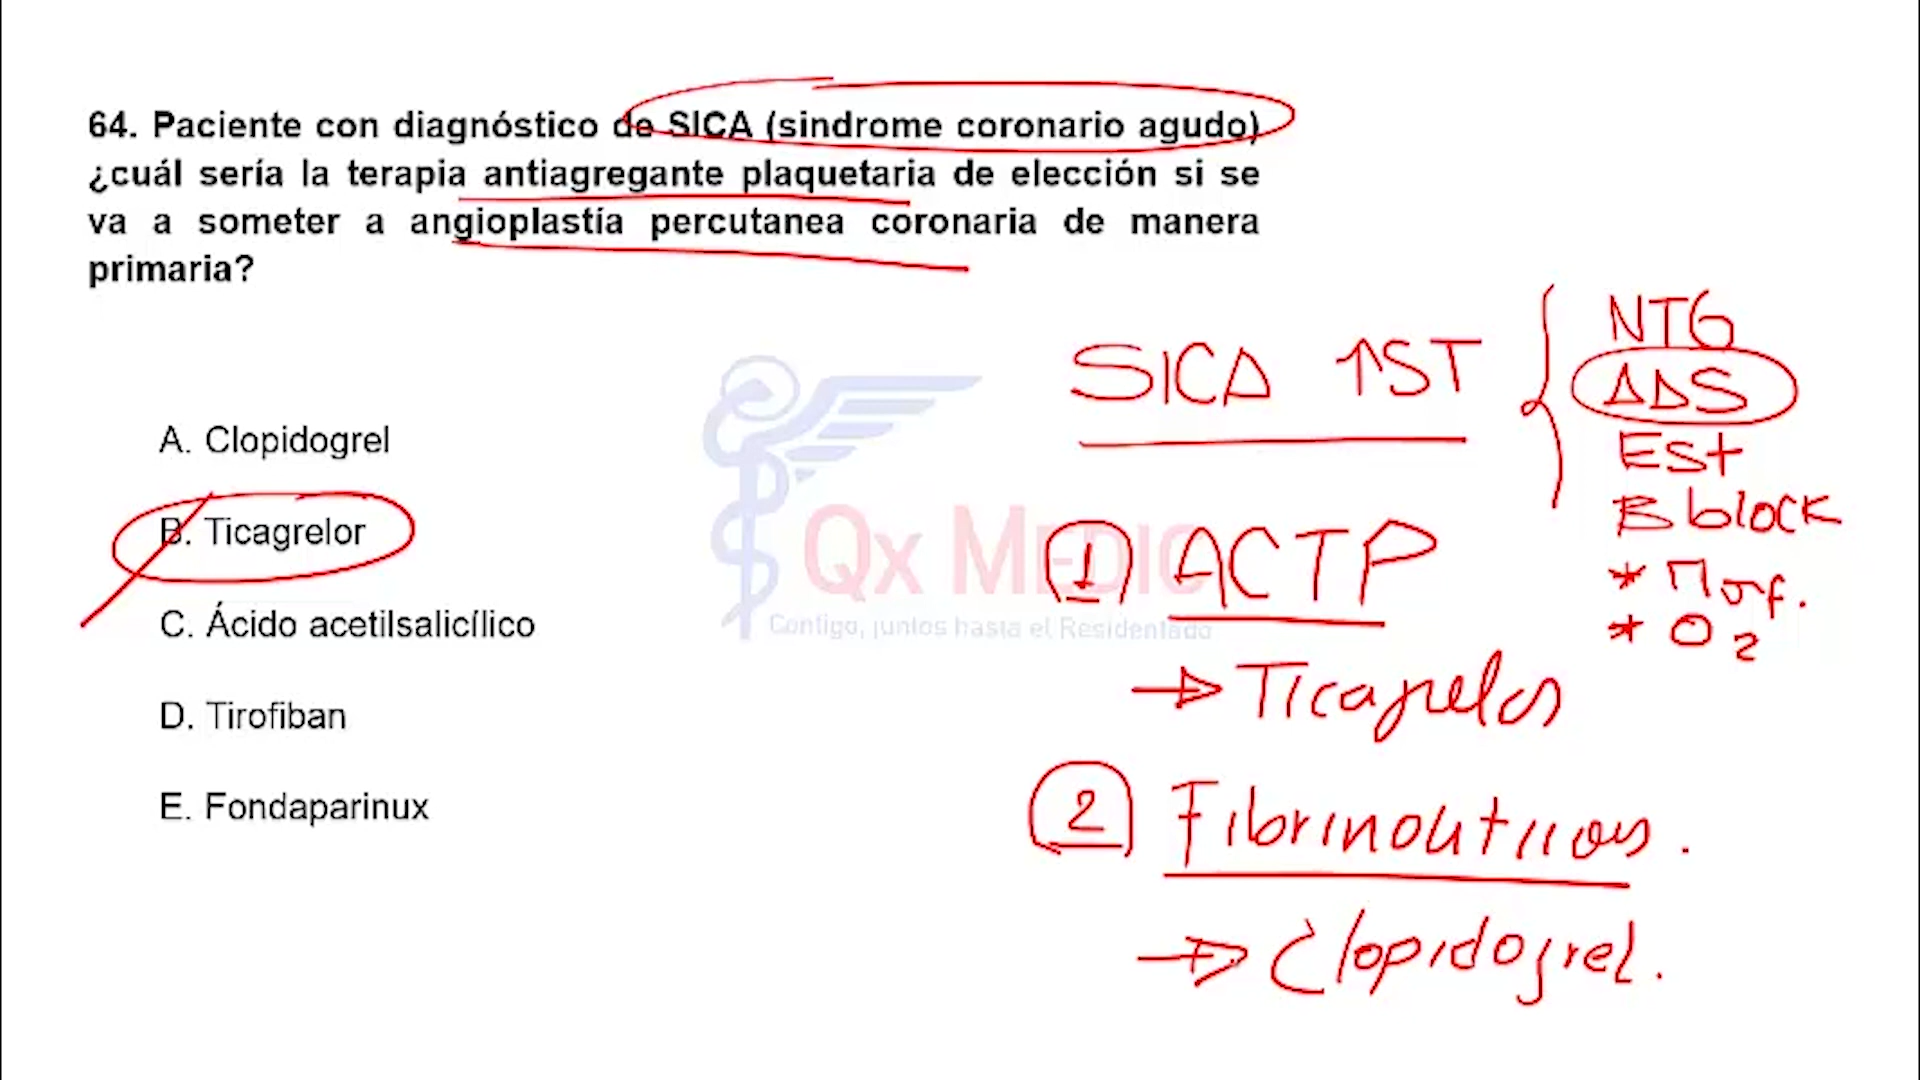 64. Paciente con diagnóstico de SICA (sindrome coronario agudo)
¿cuál sería la terapia antiagregante plaquetaria de elección si se
va a someter a angioplastía percutanea coronaria de manera
primaria?
A. Clopidogrel
B. Ticagrelor
C. Ácido acetilsalicílico
D. Tirofiban
E. Fondaparinux
QX MEDIC
Contigo, juntos hasta el Residentado
SICA ↑ST
NTG
Est
B block
* Morf.
* O2
1 ACTP
→ Ticagrelor
2 Fibrinoliticos.
→ Clopidogrel.